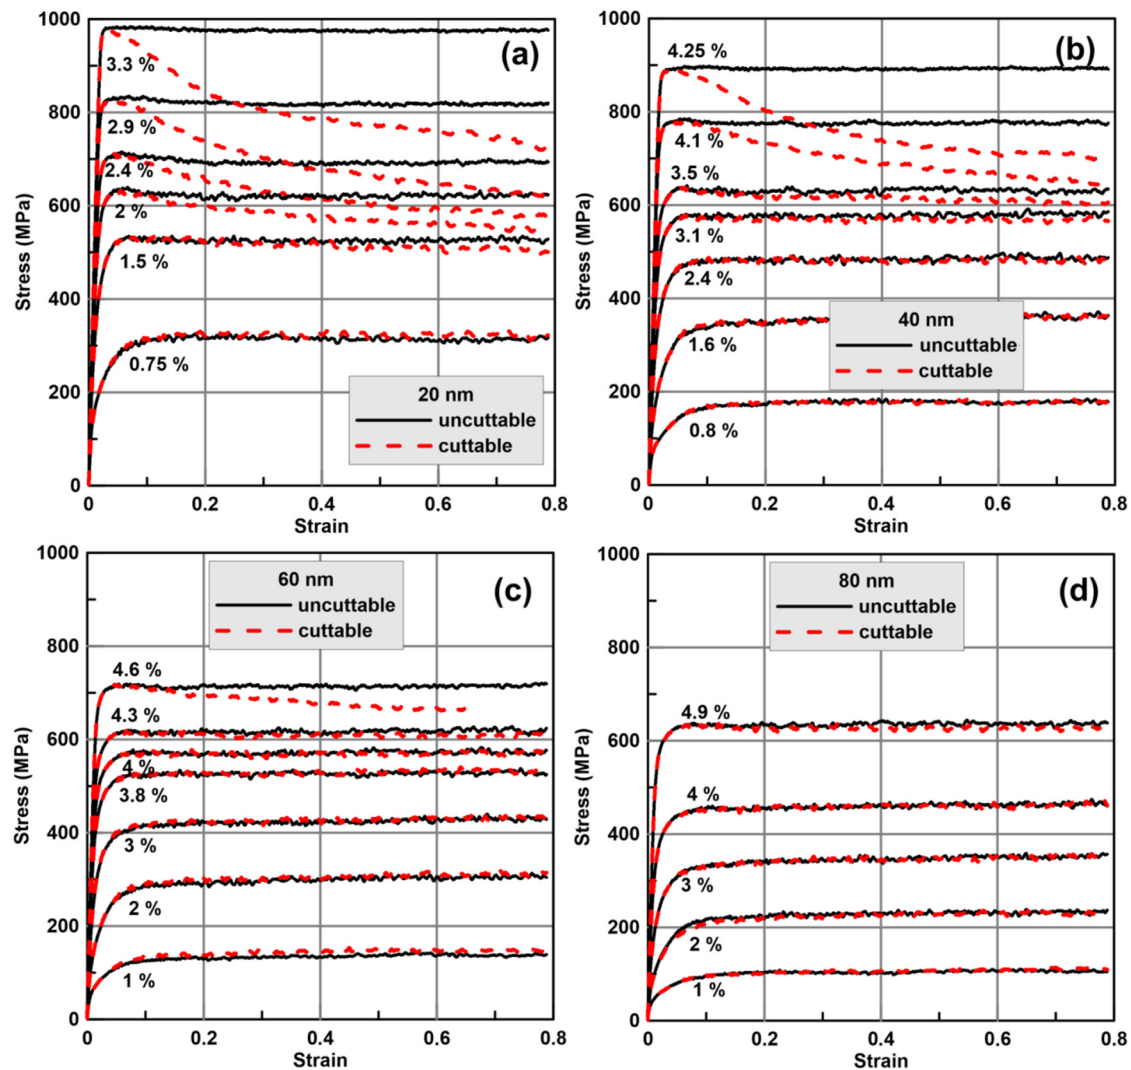 (a)
1000
800
600
400
200
0
Stress (MPa)
3.3 %
2.9 %
2.4 %
2 %
1.5 %
0.75 %
20 nm
uncuttable
cuttable
0 0.2 0.4 0.6 0.8
Strain
(b)
1000
800
600
400
200
0
Stress (MPa)
4.25 %
4.1 %
3.5 %
3.1 %
2.4 %
1.6 %
0.8 %
40 nm
uncuttable
cuttable
0 0.2 0.4 0.6 0.8
Strain
(c)
1000
800
600
400
200
0
Stress (MPa)
60 nm
uncuttable
cuttable
4.6 %
4.3 %
4 %
3.8 %
3 %
2 %
1 %
0 0.2 0.4 0.6 0.8
Strain
(d)
1000
800
600
400
200
0
Stress (MPa)
80 nm
uncuttable
cuttable
4.9 %
4 %
3 %
2 %
1 %
0 0.2 0.4 0.6 0.8
Strain